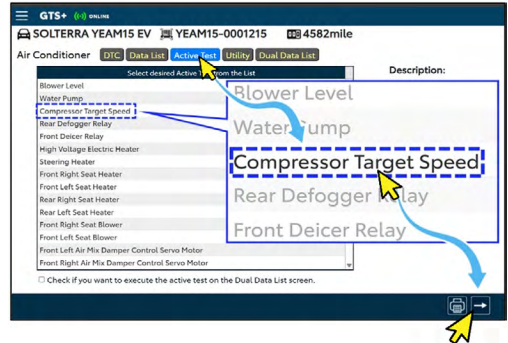 GTS+ ONLINE
SOLTERRA YEAM15 EV YEAM15-0001215 4582mile
Air Conditioner DTC Data List Active Test Utility Dual Data List
Select desired Active Test from the List
Description:
Blower Level
Water Pump
Compressor Target Speed
Rear Defogger Relay
Front Deicer Relay
High Voltage Electric Heater
Steering Heater
Front Right Seat Heater
Front Left Seat Heater
Rear Right Seat Heater
Rear Left Seat Heater
Front Right Seat Blower
Front Left Seat Blower
Front Left Air Mix Damper Control Servo Motor
Front Right Air Mix Damper Control Servo Motor
Blower Level
Water Pump
Compressor Target Speed
Rear Defogger Relay
Front Deicer Relay
Check if you want to execute the active test on the Dual Data List screen.